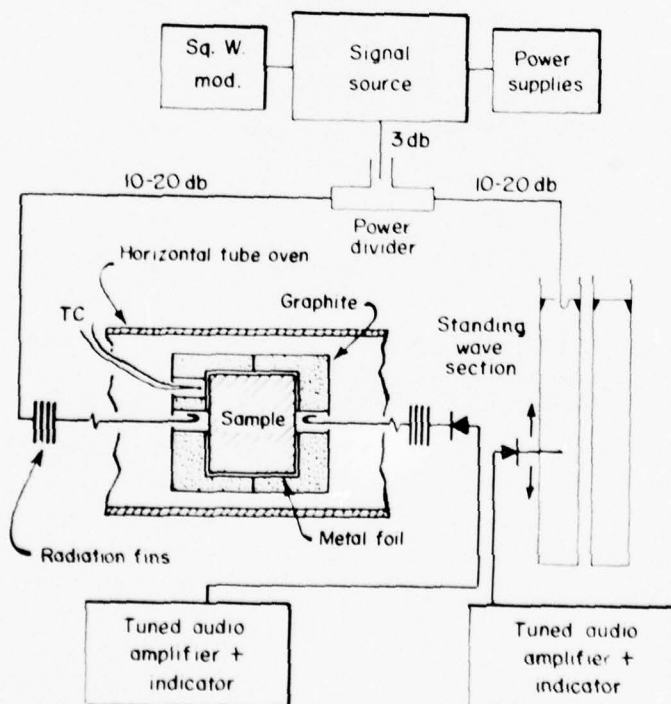 Sq. W.
mod.
Signal
source
Power
supplies
3 db
10-20 db
10-20 db
Power
divider
Horizontal tube oven
Graphite
TC
Standing
wave
section
Sample
Metal foil
Radiation fins
Tuned audio
amplifier +
indicator
Tuned audio
amplifier +
indicator